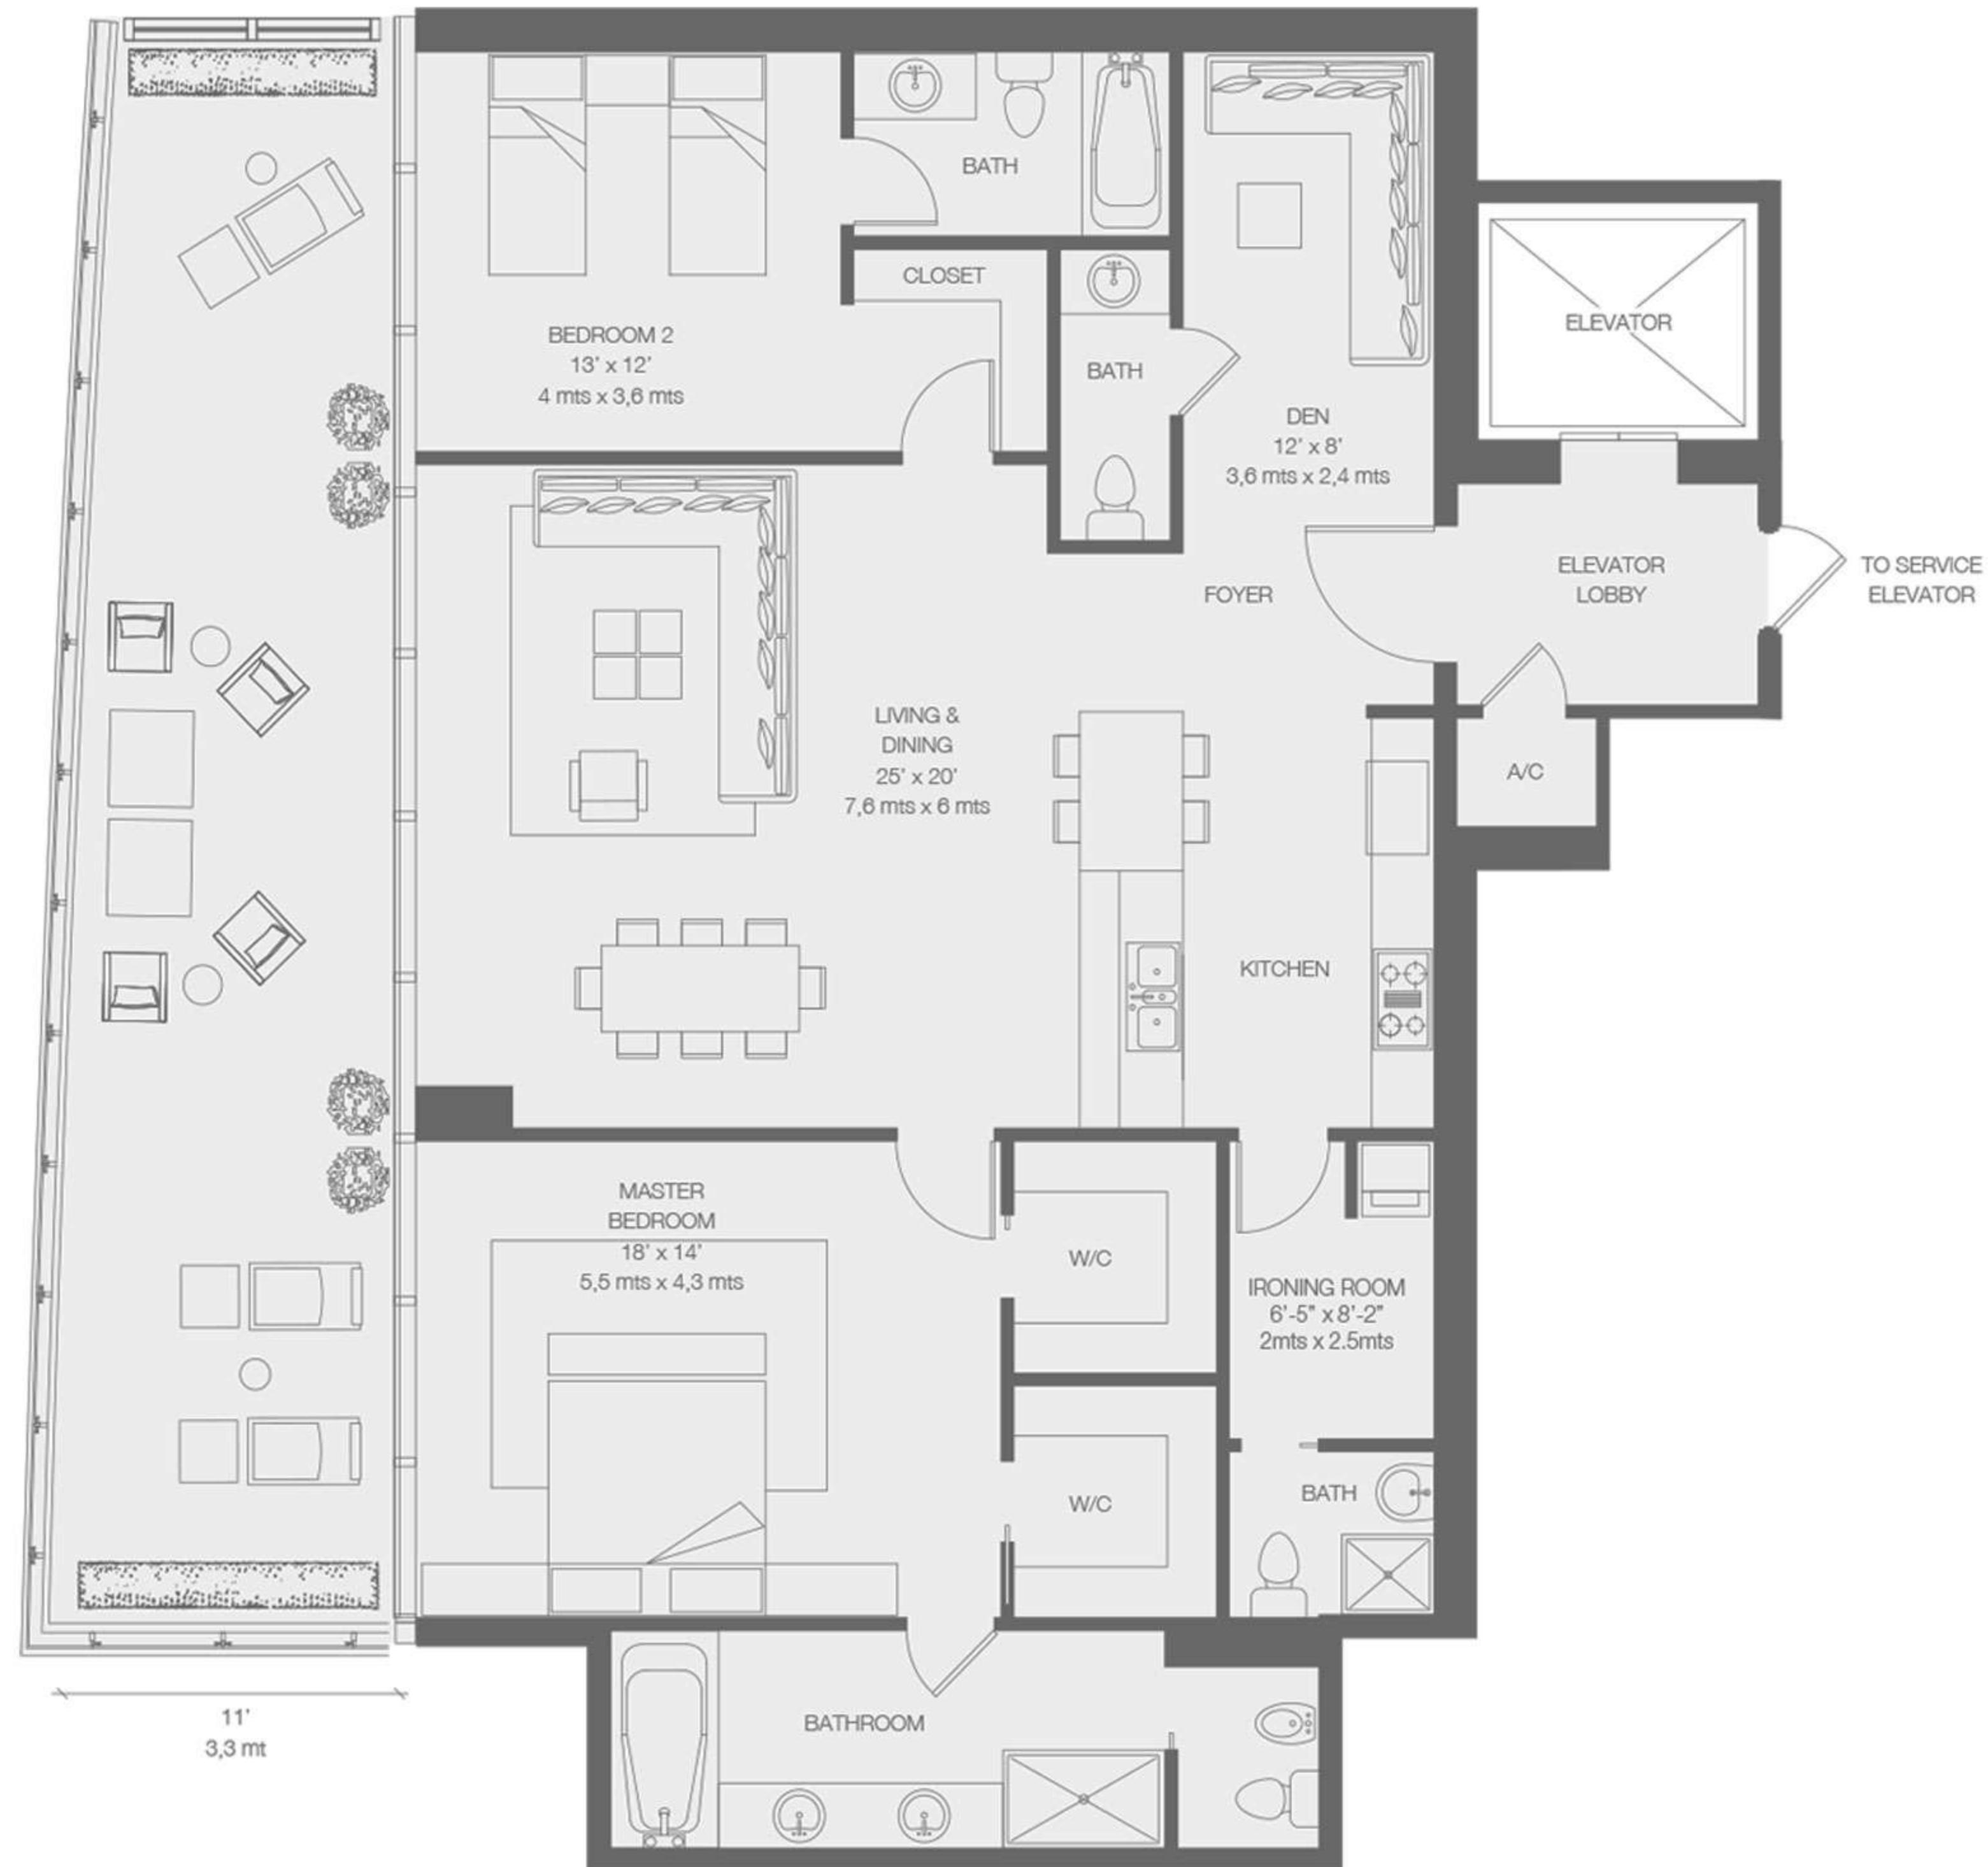 BATH
CLOSET
BEDROOM 2
13' x 12'
4 mts x 3,6 mts
BATH
DEN
12' x 8'
3,6 mts x 2,4 mts
ELEVATOR
ELEVATOR
LOBBY
TO SERVICE
ELEVATOR
FOYER
LIVING &
DINING
25' x 20'
7,6 mts x 6 mts
A/C
KITCHEN
MASTER
BEDROOM
18' x 14'
5,5 mts x 4,3 mts
W/C
IRONING ROOM
6'-5" x 8'-2"
2mts x 2.5mts
W/C
BATH
BATHROOM
11'
3,3 mt